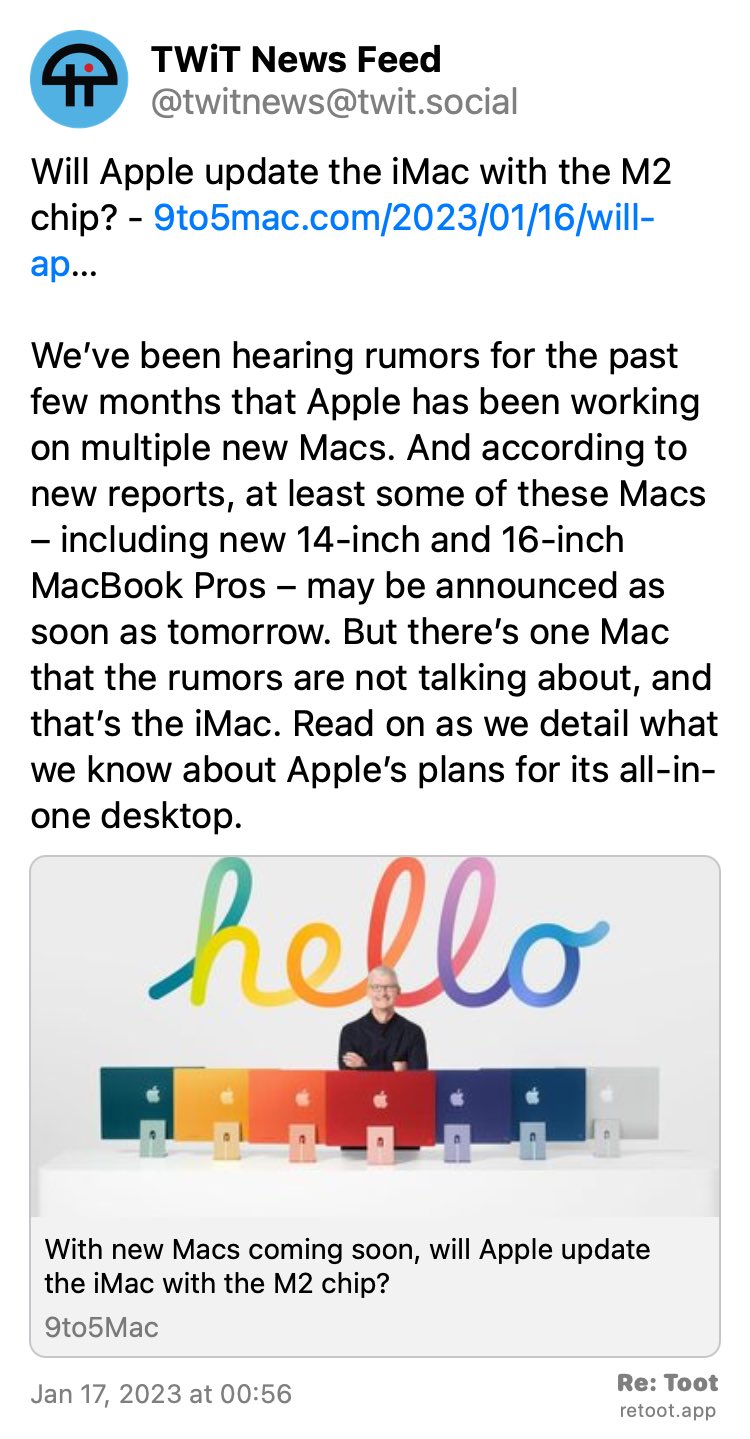 TWiT News Feed
@twitnews@twit.social
Will Apple update the iMac with the M2
chip? - 9to5mac.com/2023/01/16/will-
ap...
We’ve been hearing rumors for the past
few months that Apple has been working
on multiple new Macs. And according to
new reports, at least some of these Macs
– including new 14-inch and 16-inch
MacBook Pros – may be announced as
soon as tomorrow. But there’s one Mac
that the rumors are not talking about, and
that’s the iMac. Read on as we detail what
we know about Apple’s plans for its all-in-
one desktop.
hello
With new Macs coming soon, will Apple update
the iMac with the M2 chip?
9to5Mac
Jan 17, 2023 at 00:56
Re: Toot
retoot.app